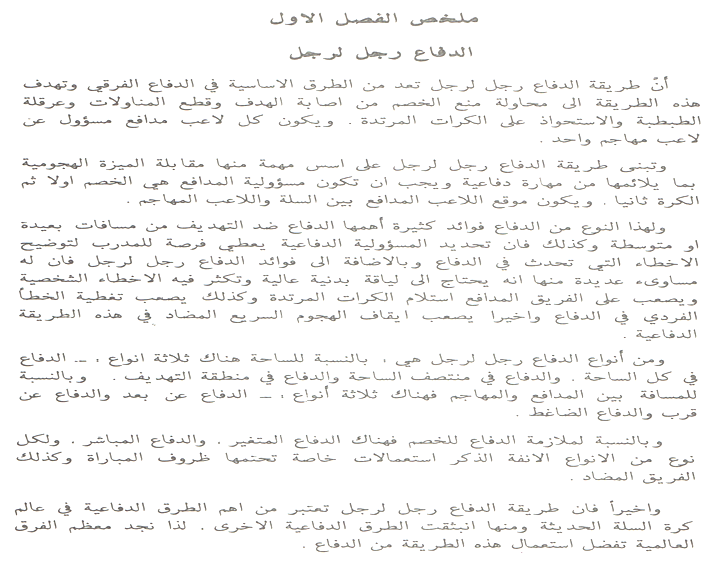 ملخص الفصل الاول
الدفاع رجل لرجل
أنّ طريقة الدفاع رجل لرجل تعد من الطرق الاساسية في الدفاع الفرقي وتهدف
هذه الطريقة الى محاولة منع الخصم من اصابة الهدف وقطع المناولات وعرقلة
الطبطبة والاستحواذ على الكرات المرتدة . ويكون كل لاعب مدافع مسؤول عن
لاعب مهاجم واحد .
وتبنى طريقة الدفاع رجل لرجل على اسس مهمة منها مقابلة الميزة الهجومية
بما يلائمها من مهارة دفاعية ويجب ان تكون مسؤولية المدافع هي الخصم اولا ثم
الكرة ثانيا . ويكون موقع اللاعب المدافع بين السلة واللاعب المهاجم .
ولهذا النوع من الدفاع فوائد كثيرة أهمها الدفاع ضد التهديف من مسافات بعيدة
او متوسطة وكذلك فان تحديد المسؤولية الدفاعية يعطي فرصة للمدرب لتوضيح
الاخطاء التي تحدث في الدفاع وبالاضافة الى فوائد الدفاع رجل لرجل فان له
مساوىء عديدة منها انه يحتاج الى لياقة بدنية عالية وتكثر فيه الاخطاء الشخصية
ويصعب على الفريق المدافع استلام الكرات المرتدة وكذلك يصعب تغطية الخطأ
الفردي في الدفاع واخيرا يصعب ايقاف الهجوم السريع المضاد في هذه الطريقة
الدفاعية .
ومن أنواع الدفاع رجل لرجل هي ، بالنسبة للساحة هناك ثلاثة انواع ، ــ الدفاع
في كل الساحة . والدفاع في منتصف الساحة والدفاع في منطقة التهديف . وبالنسبة
للمسافة بين المدافع والمهاجم فهناك ثلاثة أنواع ، ــ الدفاع عن بعد والدفاع عن
قرب والدفاع الضاغط .
وبالنسبة لملازمة الدفاع للخصم فهناك الدفاع المتغير . والدفاع المباشر . ولكل
نوع من الانواع الانفة الذكر استعمالات خاصة تحتمها ظروف المباراة وكذلك
الفريق المضاد .
واخيرأ فان طريقة الدفاع رجل لرجل تعتبر من اهم الطرق الدفاعية في عالم
كرة السلة الحديثة ومنها انبثقت الطرق الدفاعية الاخرى . لذا نجد معظم الفرق
العالمية تفضل استعمال هذه الطريقة من الدفاع .